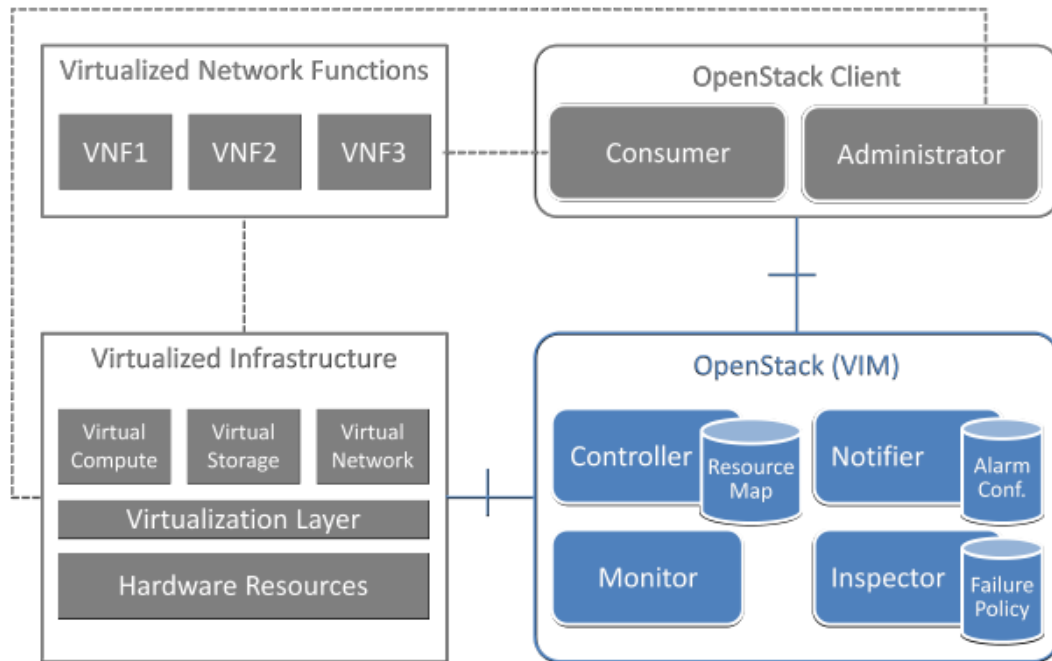 Virtualized Network Functions
VNF1
VNF2
VNF3
OpenStack Client
Consumer
Administrator
Virtualized Infrastructure
Virtual
Compute
Virtual
Storage
Virtual
Network
Virtualization Layer
Hardware Resources
OpenStack (VIM)
Controller
Resource
Map
Notifier
Alarm
Conf.
Monitor
Inspector
Failure
Policy